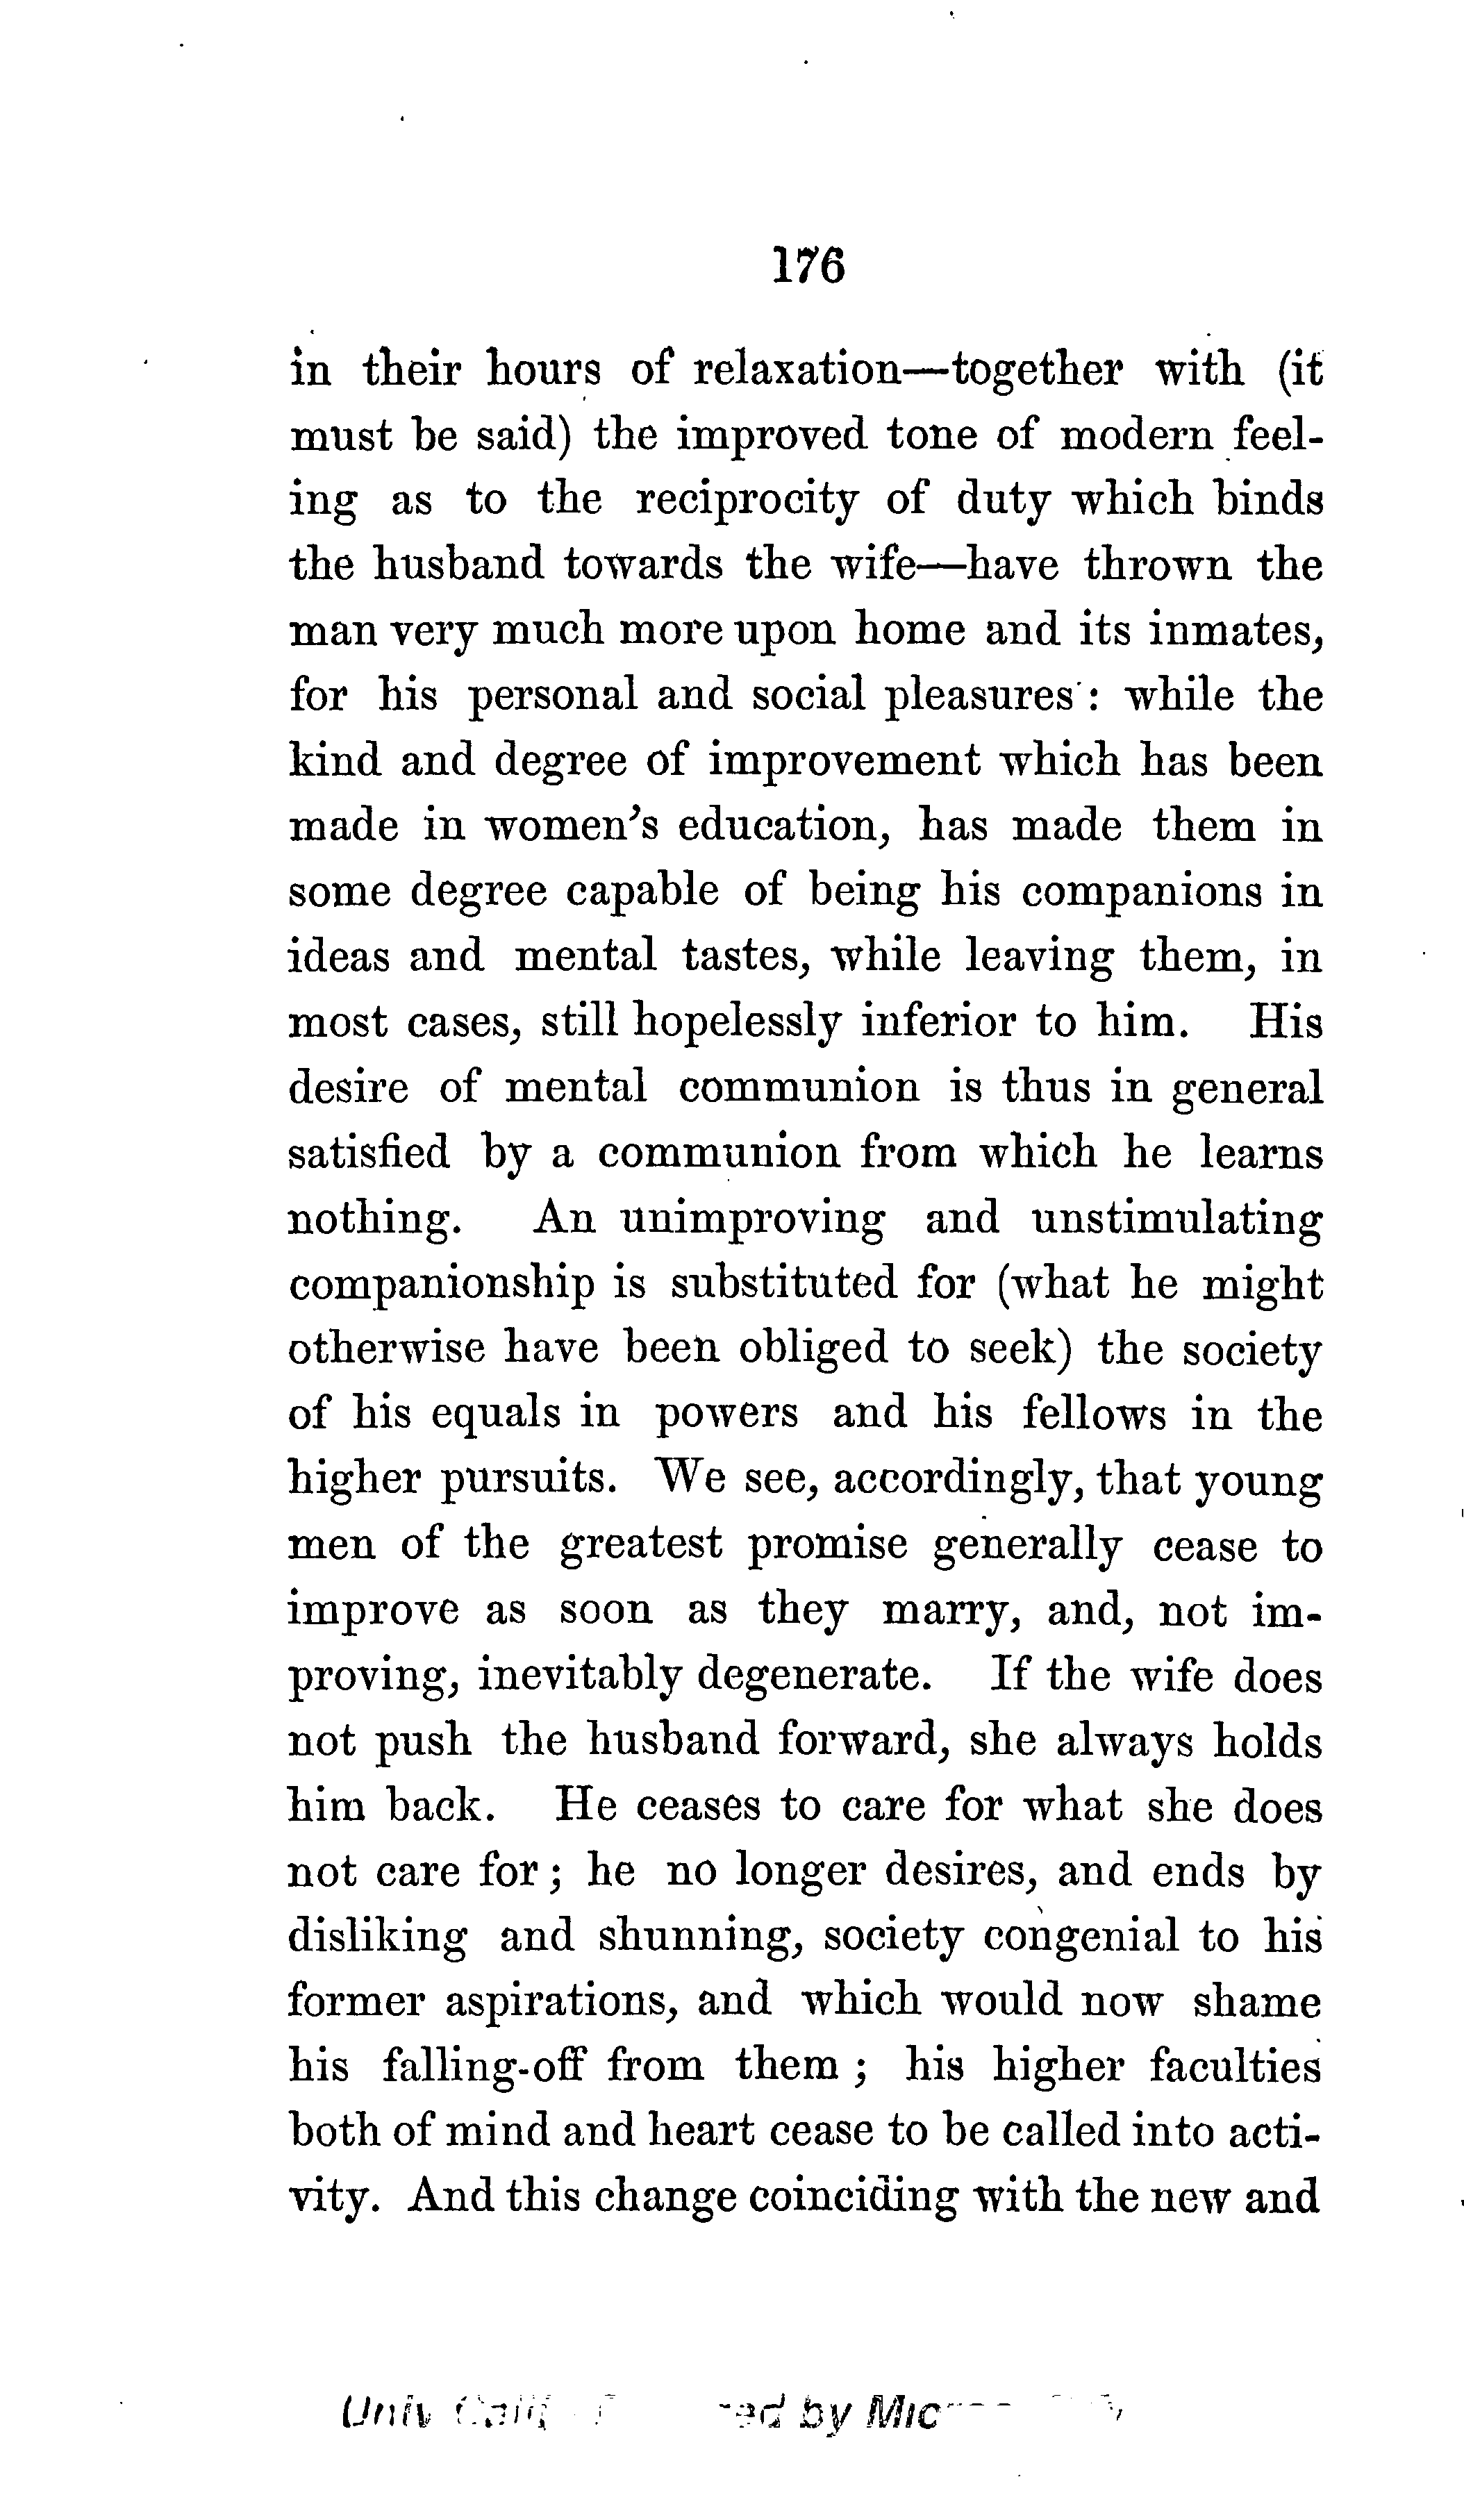 176
in their hours of relaxation—together with (it
must be said) the improved tone of modern feel-
ing as to the reciprocity of duty which binds
the husband towards the wife—have thrown the
man very much more upon home and its inmates,
for his personal and social pleasures: while the
kind and degree of improvement which has been
made in women's education, has made them in
some degree capable of being his companions in
ideas and mental tastes, while leaving them, in
most cases, still hopelessly inferior to him. His
desire of mental communion is thus in general
satisfied by a communion from which he learns
nothing. An unimproving and unstimulating
companionship is substituted for (what he might
otherwise have been obliged to seek) the society
of his equals in powers and his fellows in the
higher pursuits. We see, accordingly, that young
men of the greatest promise generally cease to
improve as soon as they marry, and, not im-
proving, inevitably degenerate. If the wife does
not push the husband forward, she always holds
him back. He ceases to care for what she does
not care for; he no longer desires, and ends by
disliking and shunning, society congenial to his
former aspirations, and which would now shame
his falling-off from them; his higher faculties
both of mind and heart cease to be called into acti-
vity. And this change coinciding with the new and
Univ by